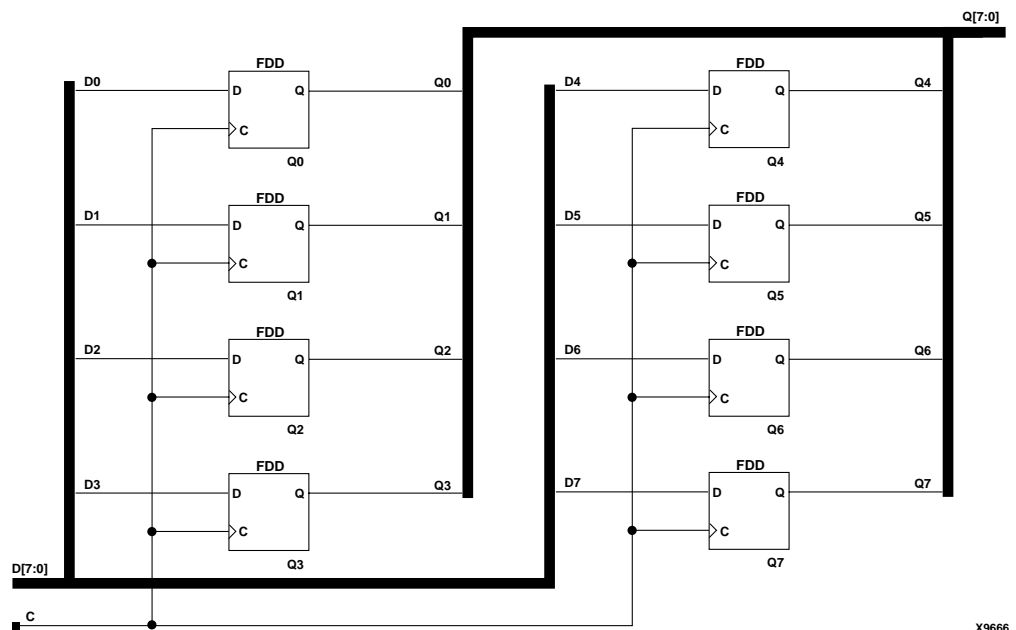 Q[7:0]
FDD FDD
D0 D Q Q0 D4 D Q Q4
C C
Q0 Q4
FDD FDD
D1 D Q Q1 D5 D Q Q5
C C
Q1 Q5
FDD FDD
D2 D Q Q2 D6 D Q Q6
C C
Q2 Q6
FDD FDD
D3 D Q Q3 D7 D Q Q7
C C
Q3 Q7
D[7:0]
C
X9666